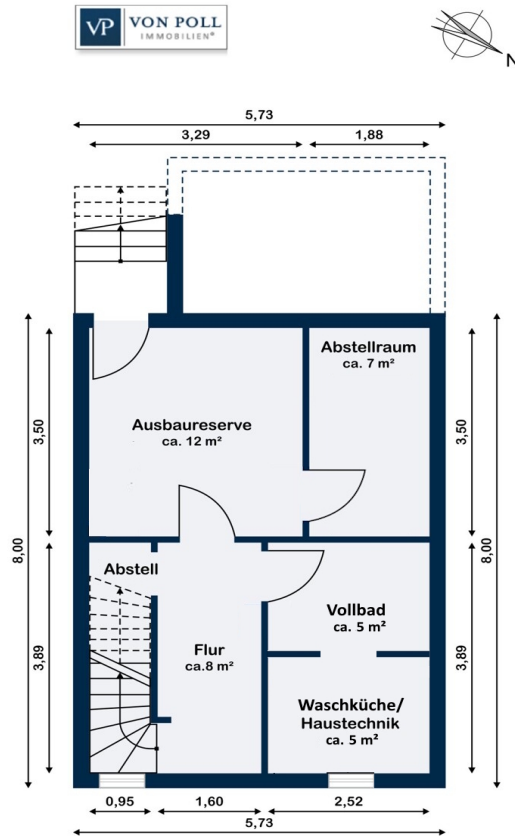 VP VON POLL
IMMOBILIEN®
N
5,73
3,29 1,88
Abstellraum
ca. 7 m²
Ausbaureserve
ca. 12 m²
3,50
3,50
8,00
8,00
Abstell
Vollbad
ca. 5 m²
Flur
ca.8 m²
3,89
3,89
Waschküche/
Haustechnik
ca. 5 m²
0,95 1,60 2,52
5,73